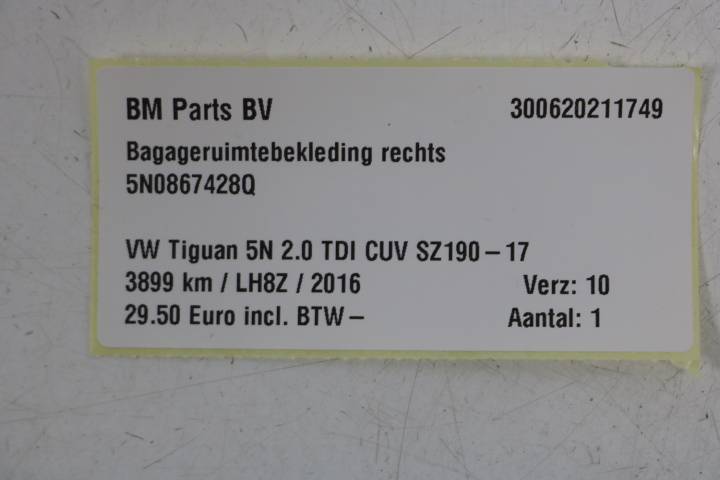 BM Parts BV 300620211749
Bagageruimtebekleding rechts
5N0867428Q
VW Tiguan 5N 2.0 TDI CUV SZ190-17
3899 km / LH8Z / 2016 Verz: 10
29.50 Euro incl. BTW- Aantal: 1